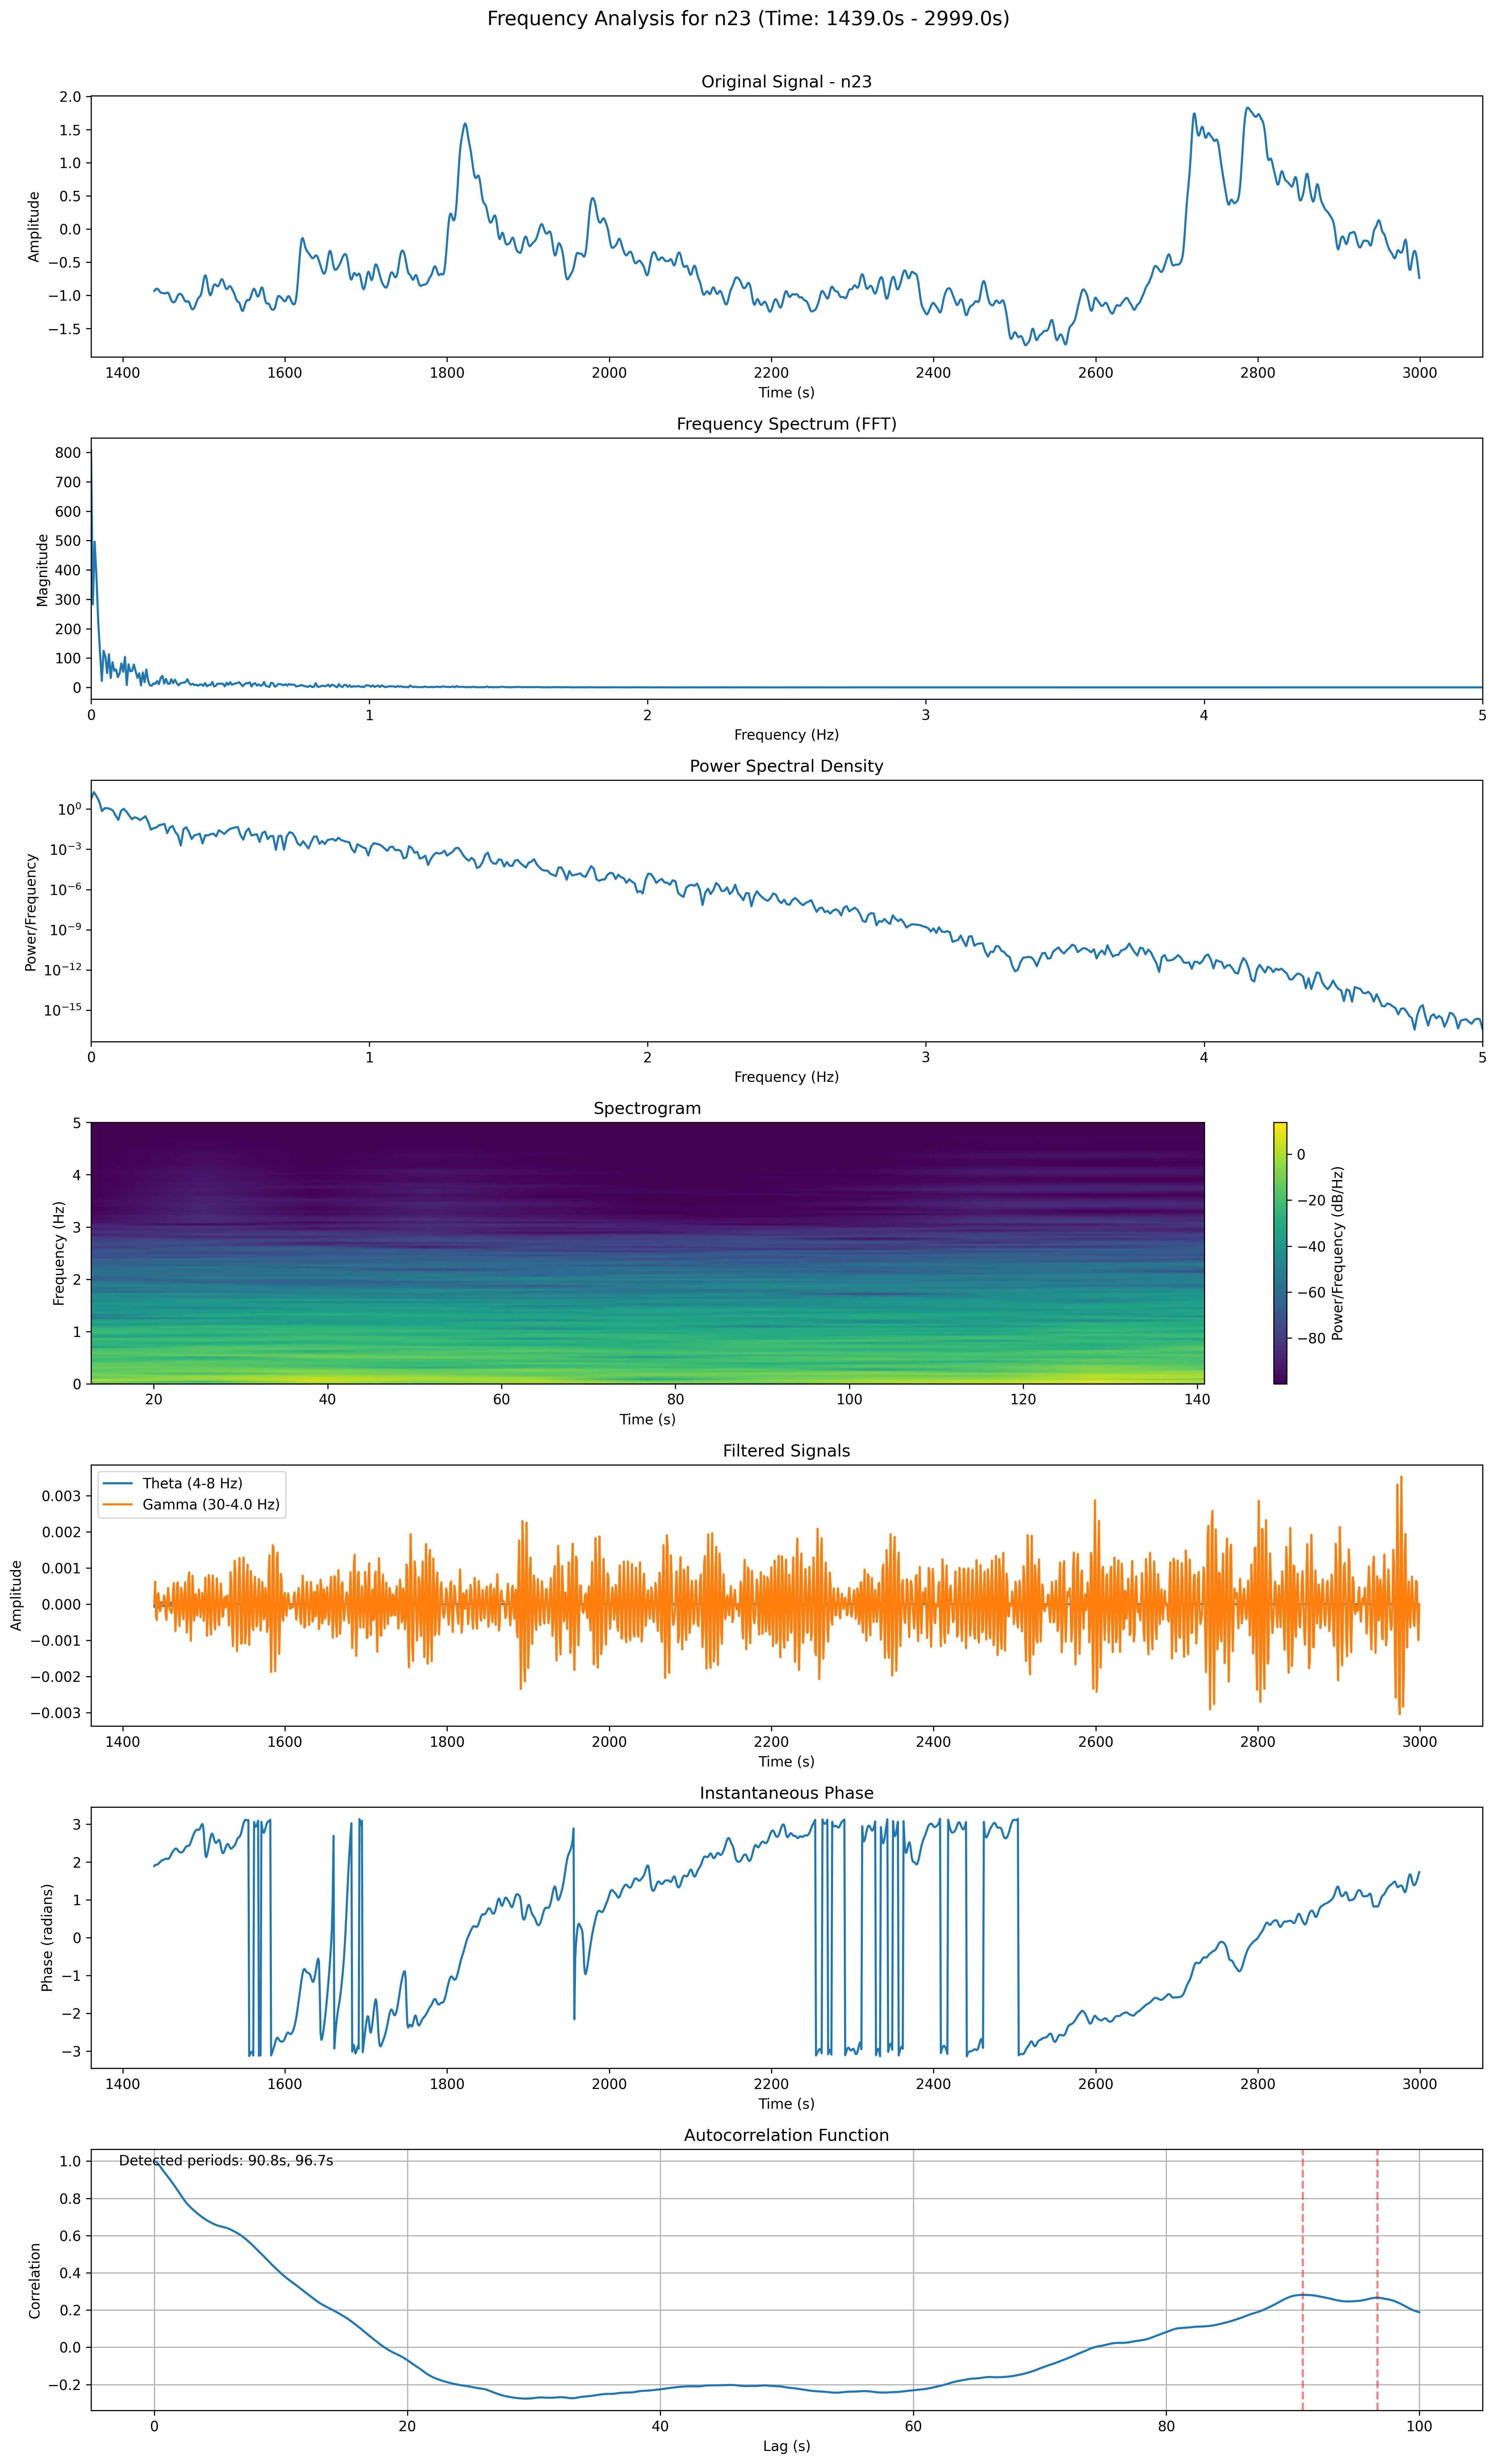 Frequency Analysis for n23 (Time: 1439.0s - 2999.0s)
Original Signal - n23
2.0
1.5
1.0
0.5
0.0
−0.5
−1.0
−1.5
Amplitude
1400 1600 1800 2000 2200 2400 2600 2800 3000
Time (s)
Frequency Spectrum (FFT)
800
700
600
500
400
300
200
100
0
Magnitude
0 1 2 3 4 5
Frequency (Hz)
Power Spectral Density
10⁰
10⁻³
10⁻⁶
10⁻⁹
10⁻¹²
10⁻¹⁵
Power/Frequency
0 1 2 3 4 5
Frequency (Hz)
Spectrogram
5
4
3
2
1
0
Frequency (Hz)
20 40 60 80 100 120 140
Time (s)
0
−20
−40
−60
−80
Power/Frequency (dB/Hz)
Filtered Signals
Theta (4-8 Hz)
Gamma (30-4.0 Hz)
0.003
0.002
0.001
0.000
−0.001
−0.002
−0.003
Amplitude
1400 1600 1800 2000 2200 2400 2600 2800 3000
Time (s)
Instantaneous Phase
3
2
1
0
−1
−2
−3
Phase (radians)
1400 1600 1800 2000 2200 2400 2600 2800 3000
Time (s)
Autocorrelation Function
Detected periods: 90.8s, 96.7s
1.0
0.8
0.6
0.4
0.2
0.0
−0.2
Correlation
0 20 40 60 80 100
Lag (s)